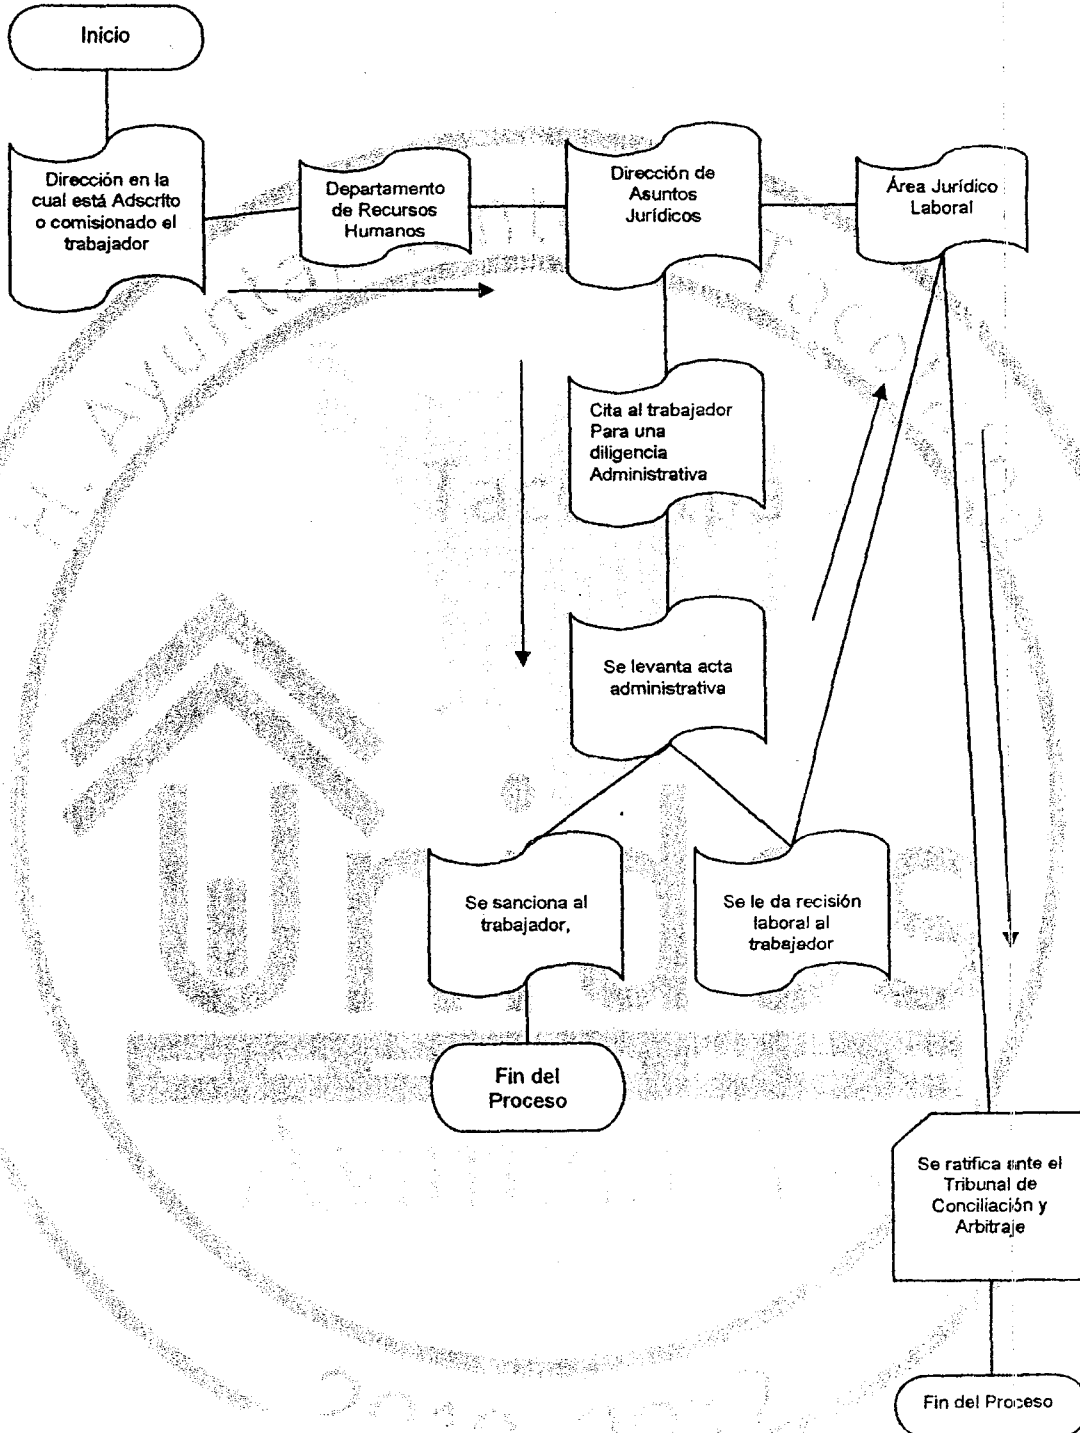 Inicio
Dirección en la
cual está Adscrito
o comisionado el
trabajador
Departamento
de Recursos
Humanos
Dirección de
Asuntos
Jurídicos
Área Jurídico
Laboral
Cita al trabajador
Para una
diligencia
Administrativa
Se levanta acta
administrativa
Se sanciona al
trabajador,
Se le da recisión
laboral al
trabajador
Fin del
Proceso
Se ratifica ante el
Tribunal de
Conciliación y
Arbitraje
Fin del Proceso
H. Ayunta
Unidos